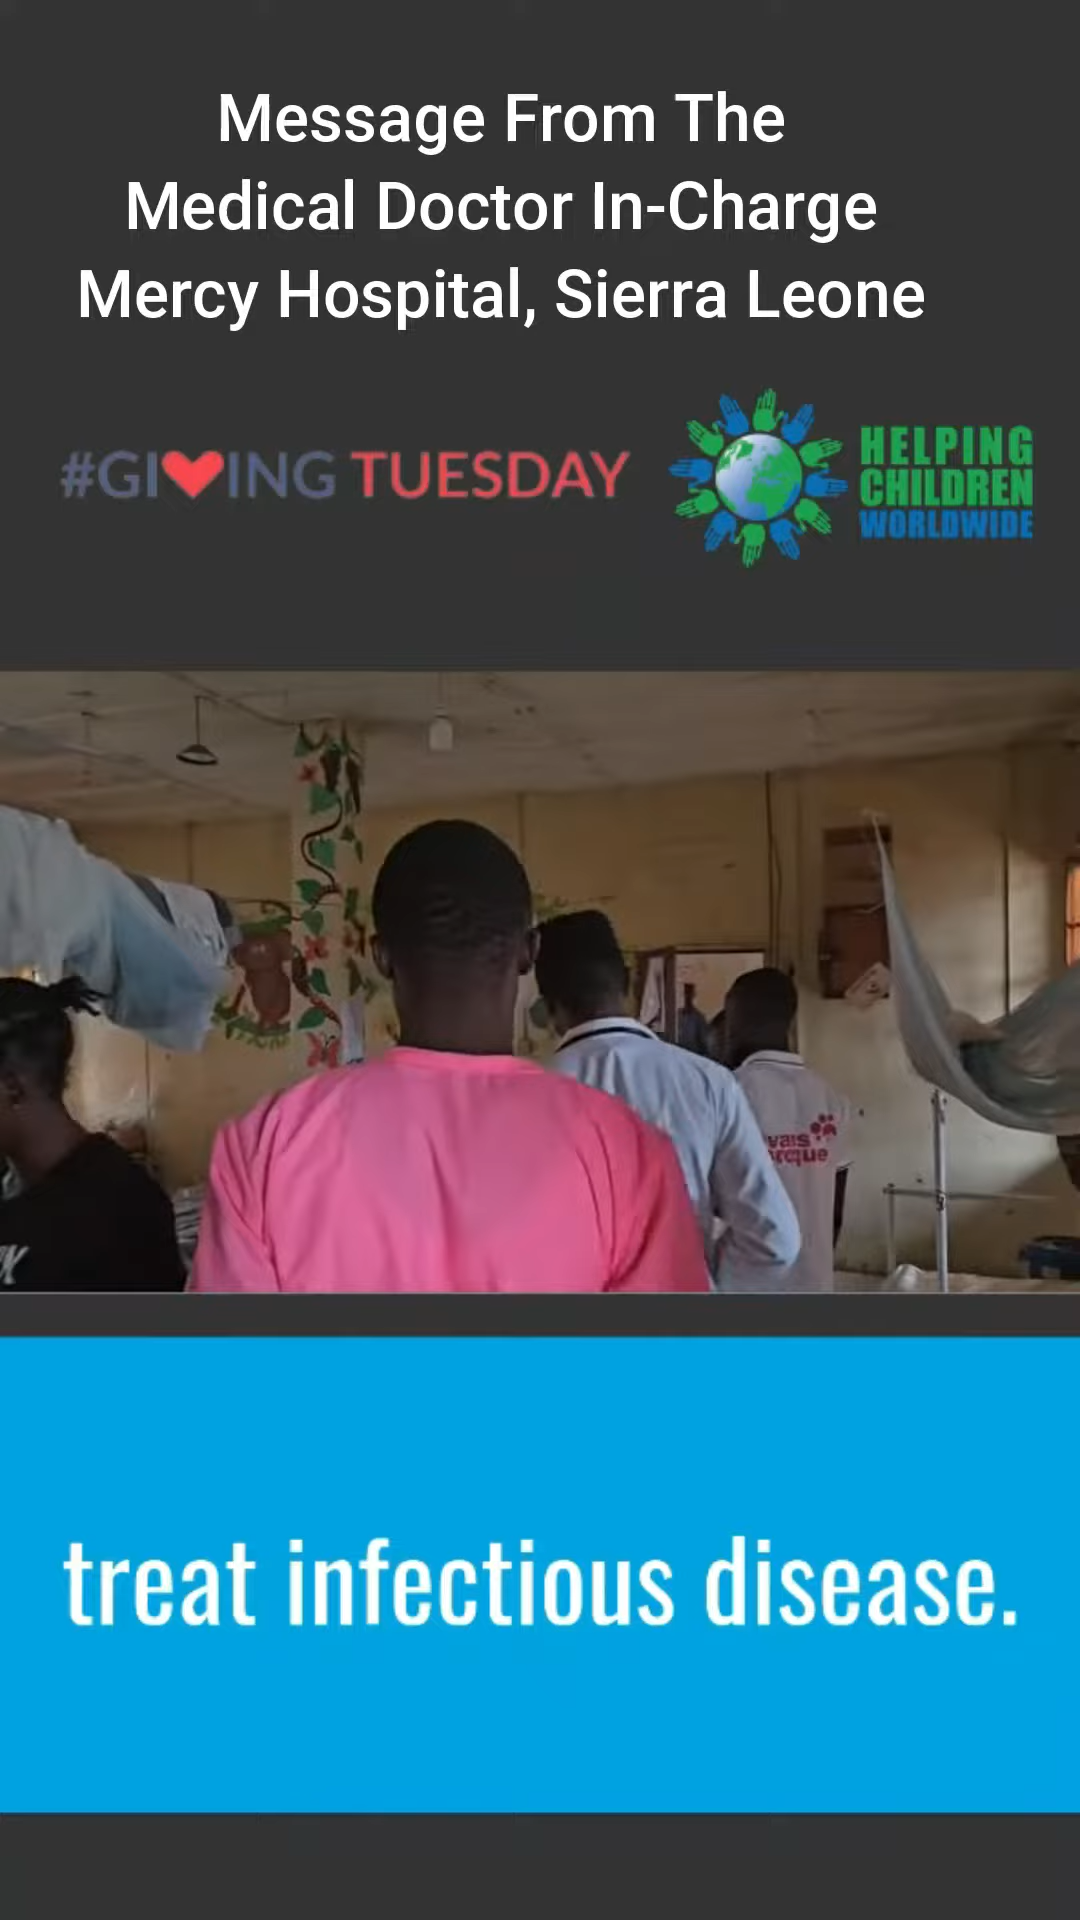 Message From The
Medical Doctor In-Charge
Mercy Hospital, Sierra Leone
#GIVING TUESDAY
HELPING
CHILDREN
WORLDWIDE
treat infectious disease.